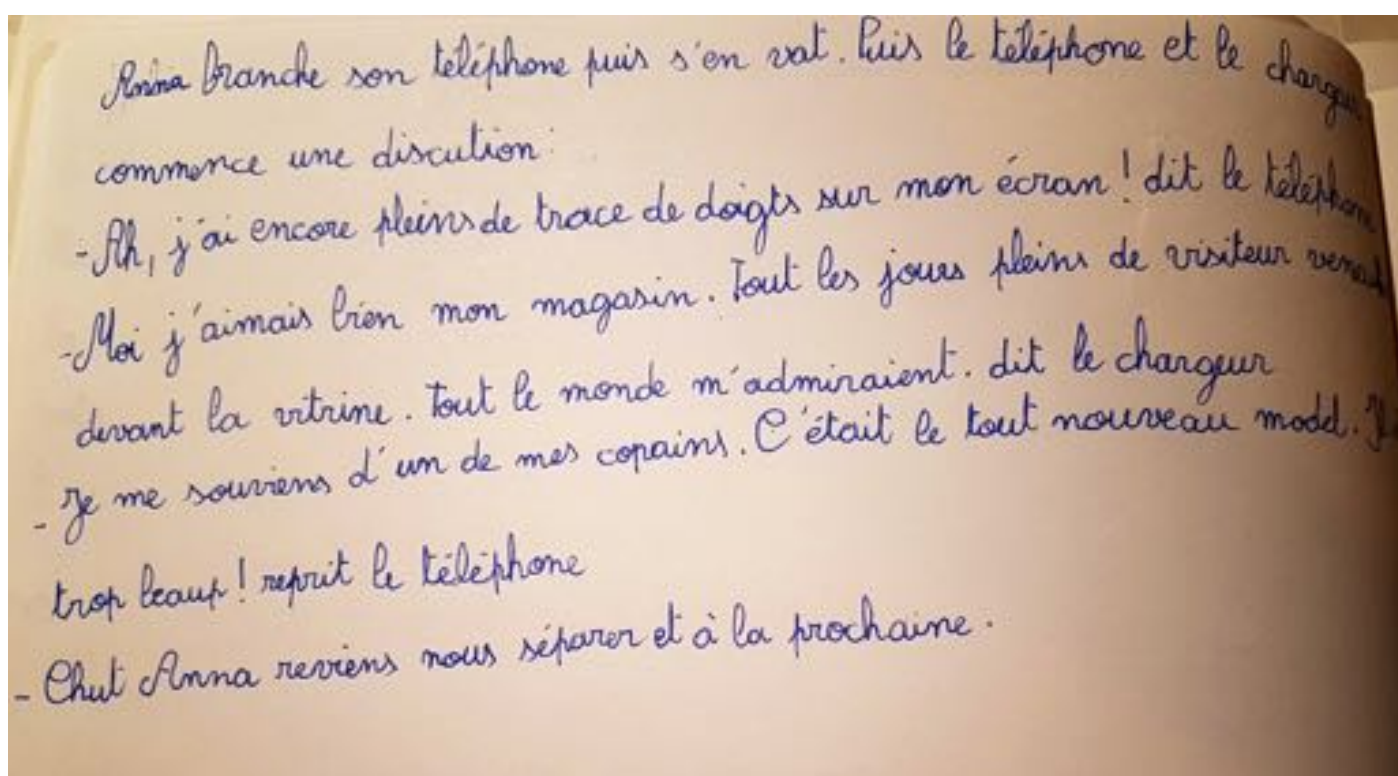 Anna branche son téléphone puis s'en vat. Puis le téléphone et le chargeur
commence une discution:
-Ah, j'ai encore pleins de trace de doigts sur mon écran! dit le téléphone
-Moi j'aimais bien mon magasin. Tout les jours pleins de visiteur
devant la vitrine. Tout le monde m'admiraient. dit le chargeur
- Je me souviens d'un de mes copains. C'était le tout nouveau model.
trop beaup! reprit le téléphone
- Chut Anna reviens nous séparer et à la prochaine.